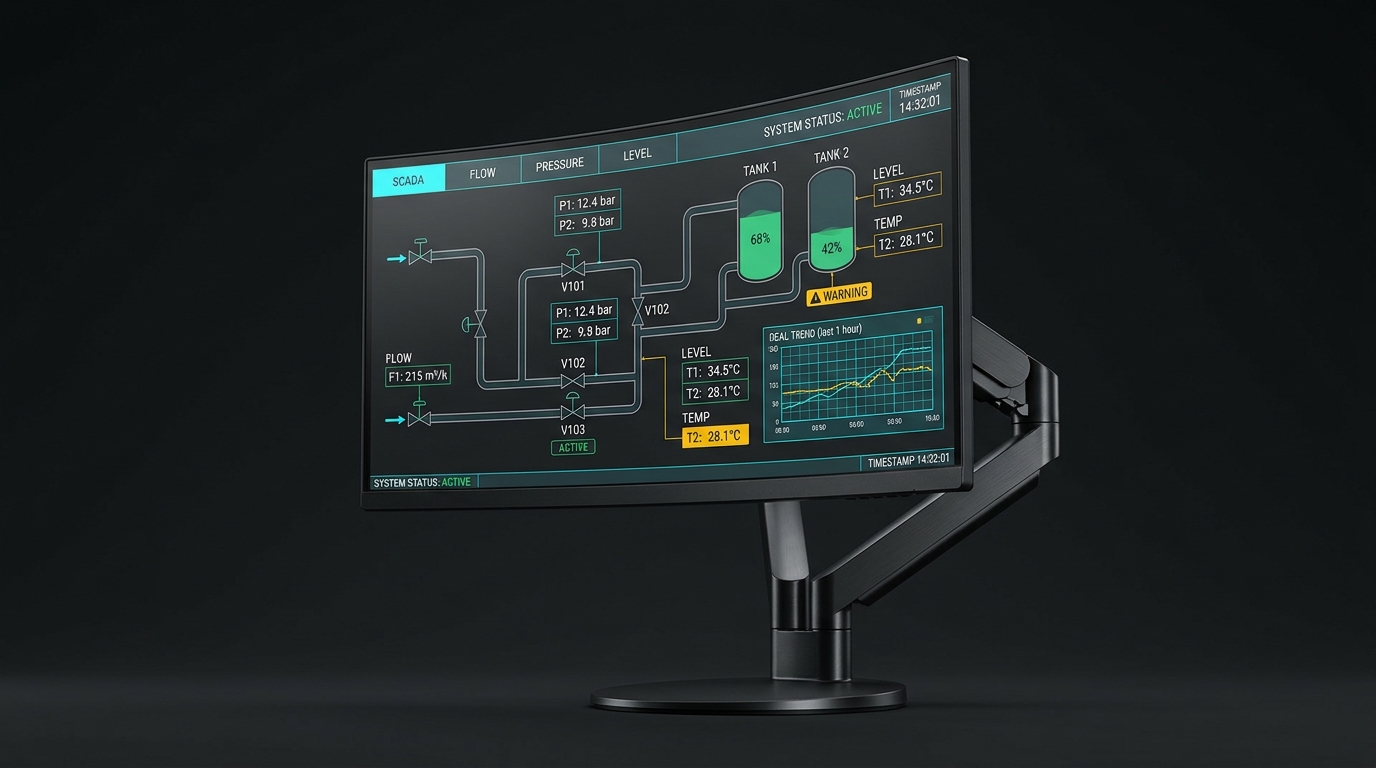 SCADA
FLOW
PRESSURE
LEVEL
SYSTEM STATUS: ACTIVE
TIMESTAMP
14:32:01
P1: 12.4 bar
P2: 9.8 bar
V101
P1: 12.4 bar
P2: 9.8 bar
V102
V102
V103
ACTIVE
FLOW
F1: 215
TANK 1
68%
TANK 2
42%
WARNING
LEVEL
T1: 34.5°C
TEMP
T2: 28.1°C
LEVEL
T1: 34.5°C
T2: 28.1°C
TEMP
T2: 28.1°C
DEAL TREND (last 1 hour)
SYSTEM STATUS: ACTIVE
TIMESTAMP 14:22:01